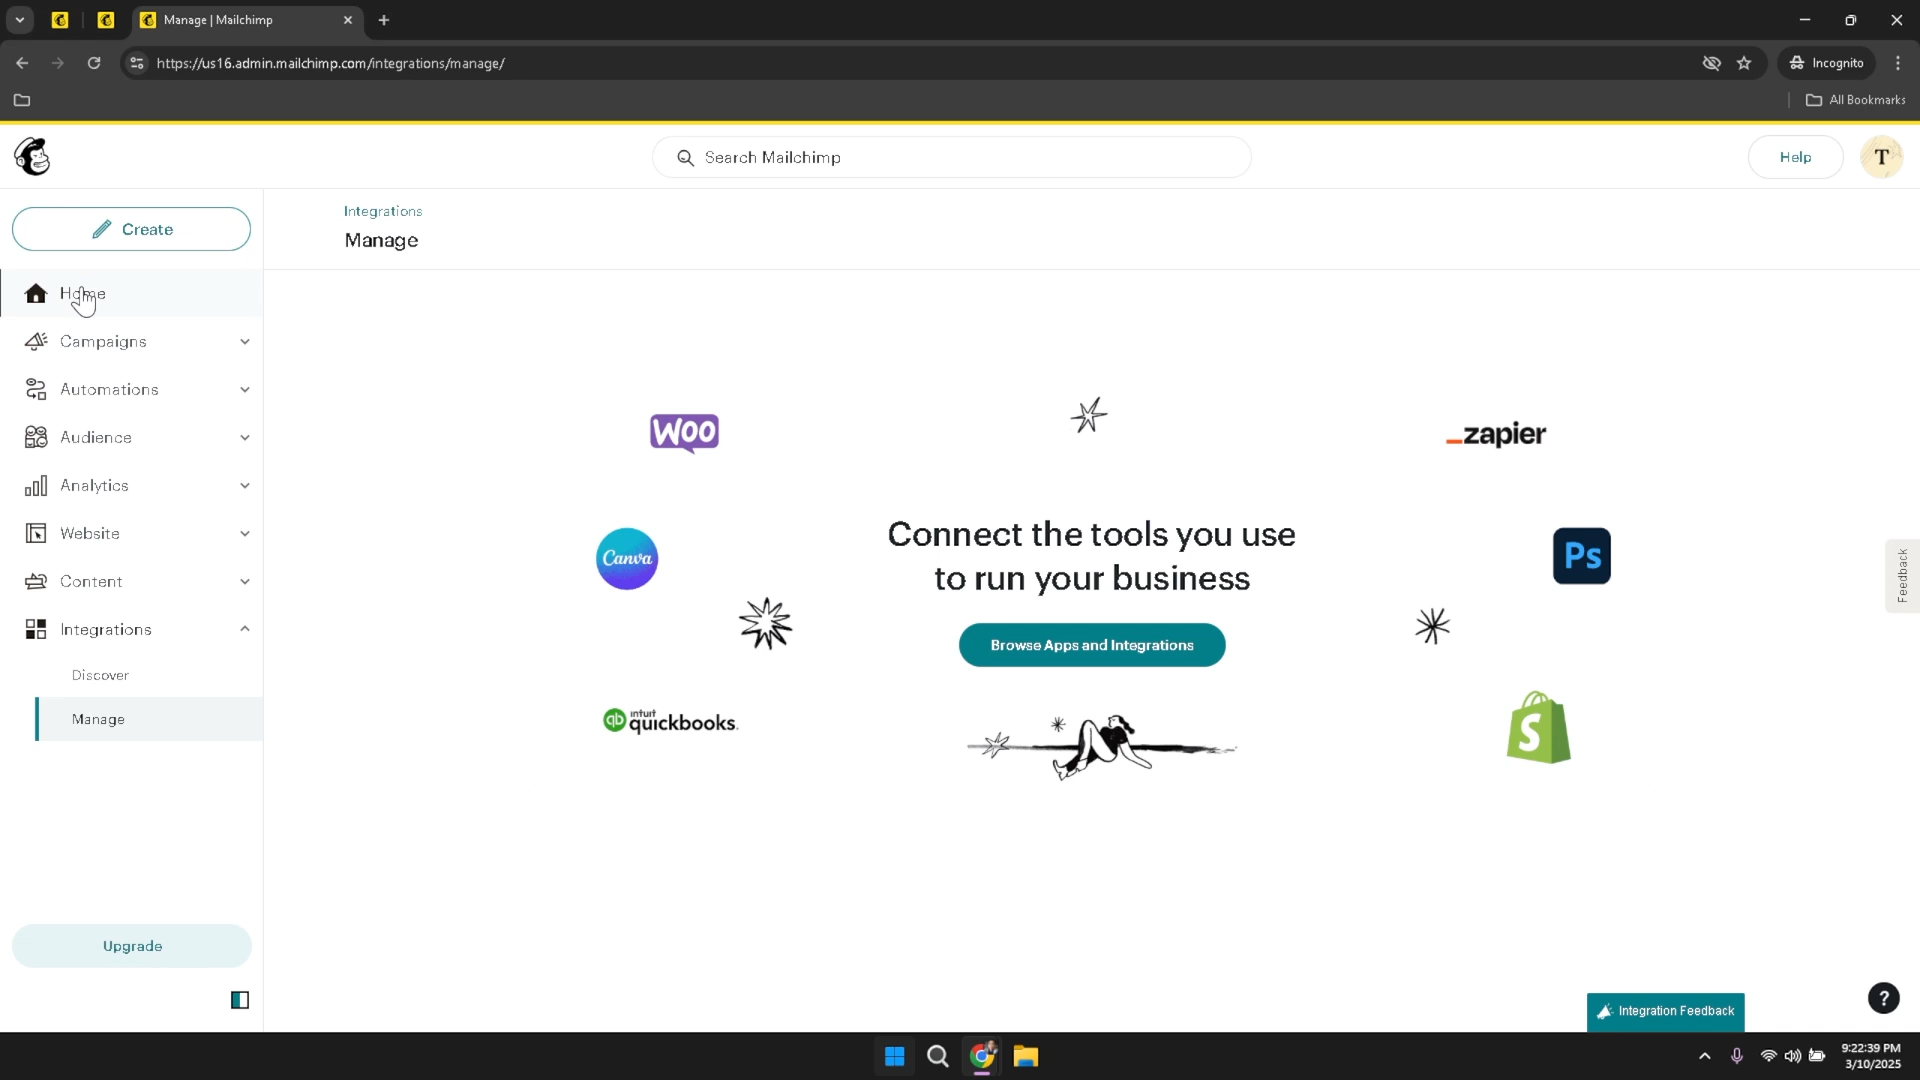 Manage | Mailchimp
https://us16.admin.mailchimp.com/integrations/manage/
Incognito
All Bookmarks
Search Mailchimp
Help
T
Create
Integrations
Manage
Home
Campaigns
Automations
Audience
Analytics
Website
Content
Integrations
Discover
Manage
Upgrade
WOO
zapier
Canva
Connect the tools you use
to run your business
Ps
Browse Apps and Integrations
qb intuit quickbooks.
S
Feedback
Integration Feedback
?
9:22:39 PM
3/10/2025